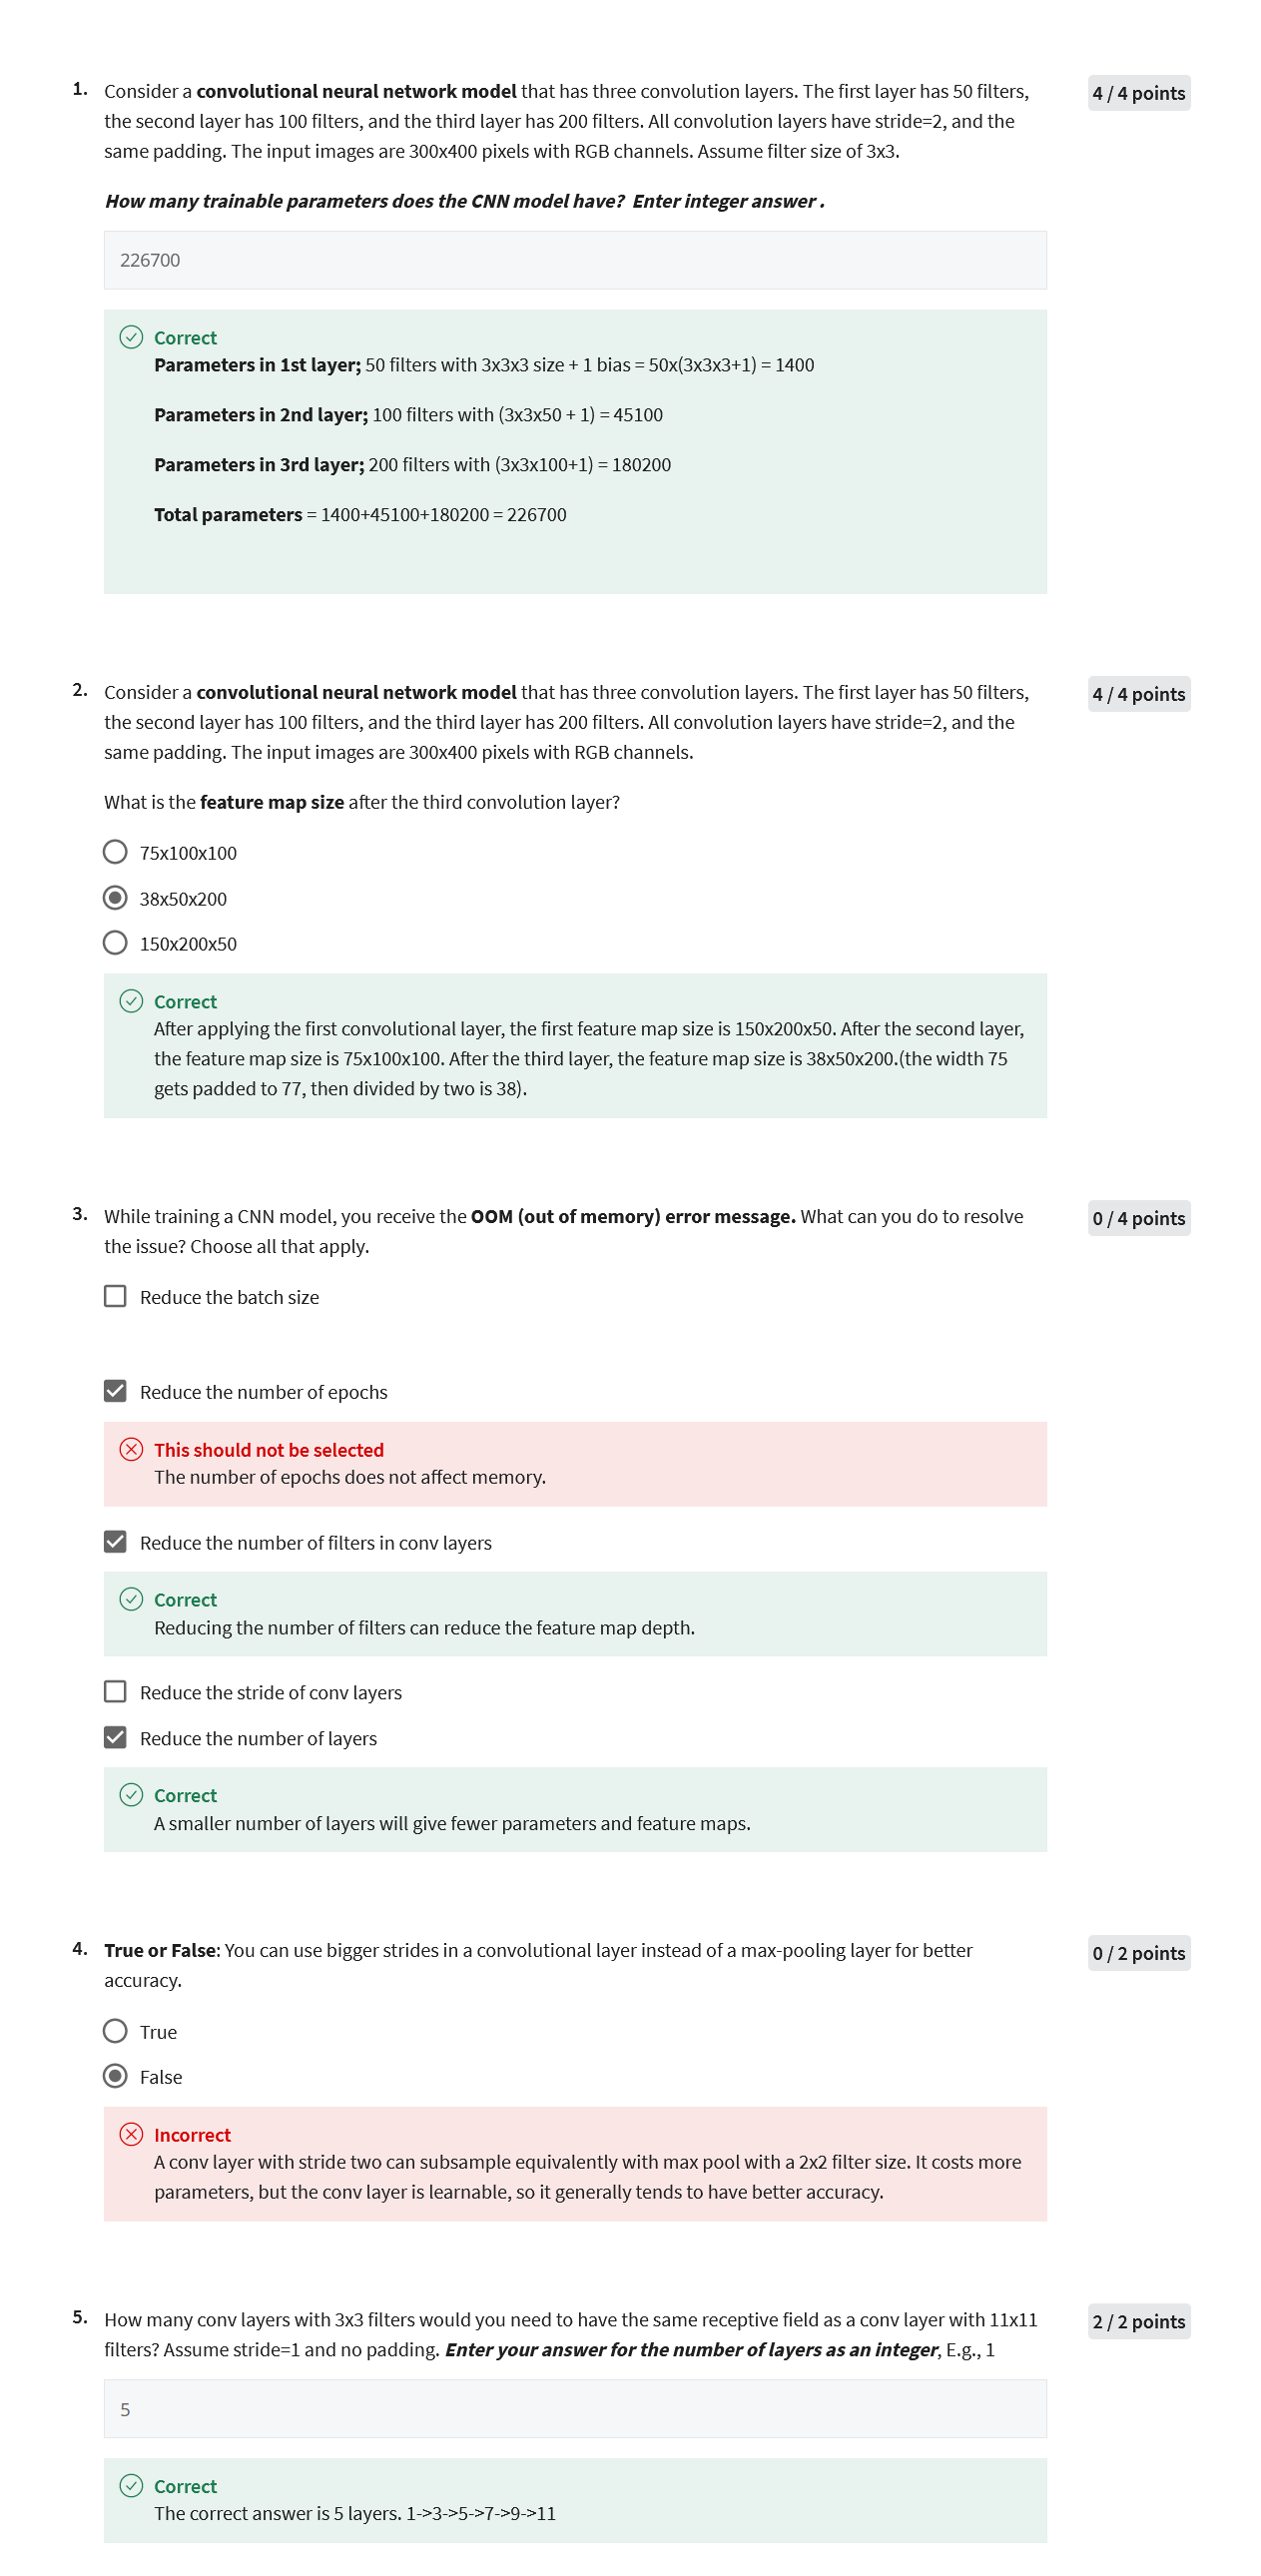 1. Consider a convolutional neural network model that has three convolution layers. The first layer has 50 filters,
4 / 4 points
the second layer has 100 filters, and the third layer has 200 filters. All convolution layers have stride=2, and the
same padding. The input images are 300x400 pixels with RGB channels. Assume filter size of 3x3.
How many trainable parameters does the CNN model have? Enter integer answer .
226700
Correct
Parameters in 1st layer; 50 filters with 3x3x3 size + 1 bias = 50x(3x3x3+1) = 1400
Parameters in 2nd layer; 100 filters with (3x3x50 + 1) = 45100
Parameters in 3rd layer; 200 filters with (3x3x100+1) = 180200
Total parameters = 1400+45100+180200 = 226700
2. Consider a convolutional neural network model that has three convolution layers. The first layer has 50 filters,
4 / 4 points
the second layer has 100 filters, and the third layer has 200 filters. All convolution layers have stride=2, and the
same padding. The input images are 300x400 pixels with RGB channels.
What is the feature map size after the third convolution layer?
75x100x100
38x50x200
150x200x50
Correct
After applying the first convolutional layer, the first feature map size is 150x200x50. After the second layer,
the feature map size is 75x100x100. After the third layer, the feature map size is 38x50x200.(the width 75
gets padded to 77, then divided by two is 38).
3. While training a CNN model, you receive the OOM (out of memory) error message. What can you do to resolve
0 / 4 points
the issue? Choose all that apply.
Reduce the batch size
Reduce the number of epochs
This should not be selected
The number of epochs does not affect memory.
Reduce the number of filters in conv layers
Correct
Reducing the number of filters can reduce the feature map depth.
Reduce the stride of conv layers
Reduce the number of layers
Correct
A smaller number of layers will give fewer parameters and feature maps.
4. True or False: You can use bigger strides in a convolutional layer instead of a max-pooling layer for better
0 / 2 points
accuracy.
True
False
Incorrect
A conv layer with stride two can subsample equivalently with max pool with a 2x2 filter size. It costs more
parameters, but the conv layer is learnable, so it generally tends to have better accuracy.
5. How many conv layers with 3x3 filters would you need to have the same receptive field as a conv layer with 11x11
2 / 2 points
filters? Assume stride=1 and no padding. Enter your answer for the number of layers as an integer, E.g., 1
5
Correct
The correct answer is 5 layers. 1->3->5->7->9->11